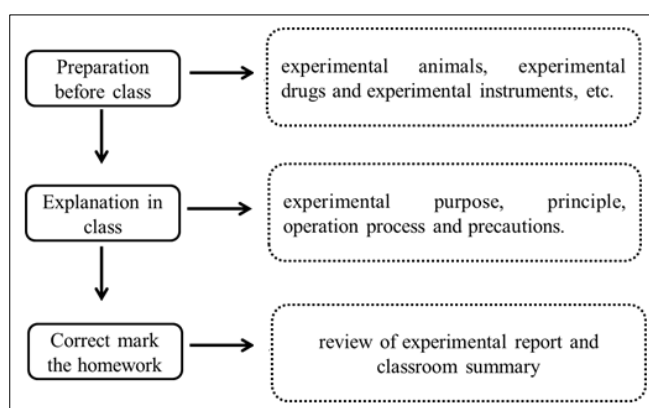 Preparation
before class
experimental animals, experimental
drugs and experimental instruments, etc.
Explanation in
class
experimental purpose, principle,
operation process and precautions.
Correct mark
the homework
review of experimental report and
classroom summary